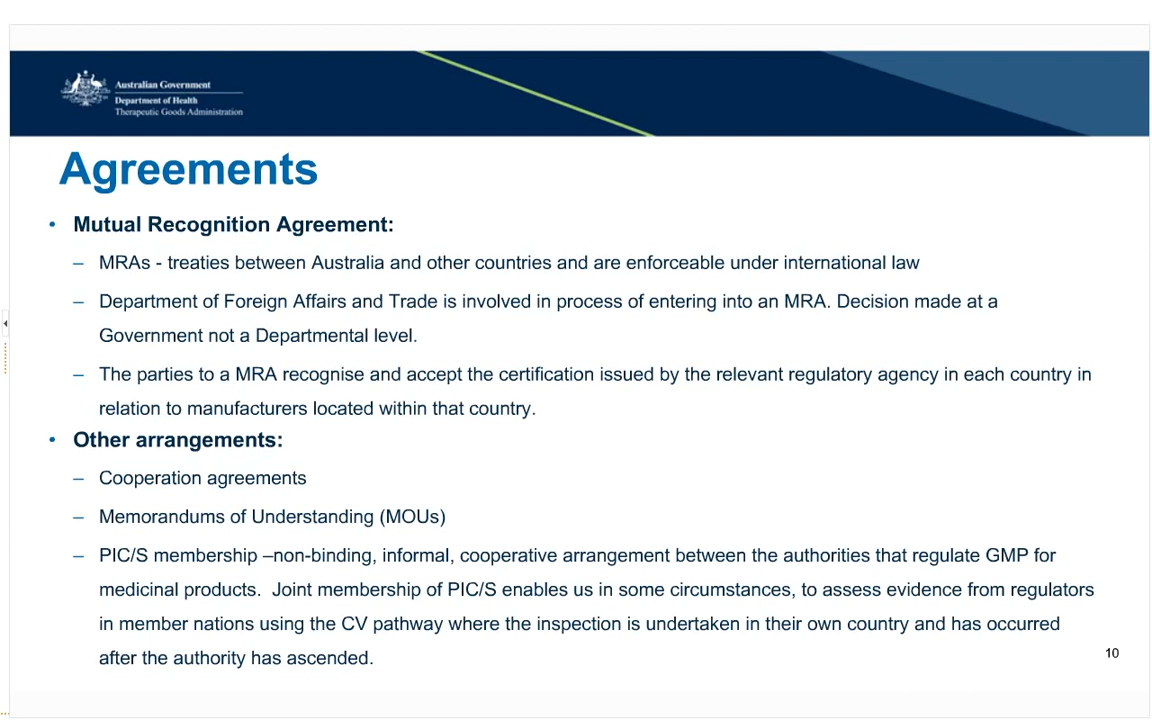 Australian Government
Department of Health
Therapeutic Goods Administration
Agreements
• Mutual Recognition Agreement:
– MRAs - treaties between Australia and other countries and are enforceable under international law
– Department of Foreign Affairs and Trade is involved in process of entering into an MRA. Decision made at a
Government not a Departmental level.
– The parties to a MRA recognise and accept the certification issued by the relevant regulatory agency in each country in
relation to manufacturers located within that country.
• Other arrangements:
– Cooperation agreements
– Memorandums of Understanding (MOUs)
– PIC/S membership –non-binding, informal, cooperative arrangement between the authorities that regulate GMP for
medicinal products.  Joint membership of PIC/S enables us in some circumstances, to assess evidence from regulators
in member nations using the CV pathway where the inspection is undertaken in their own country and has occurred
after the authority has ascended.
10